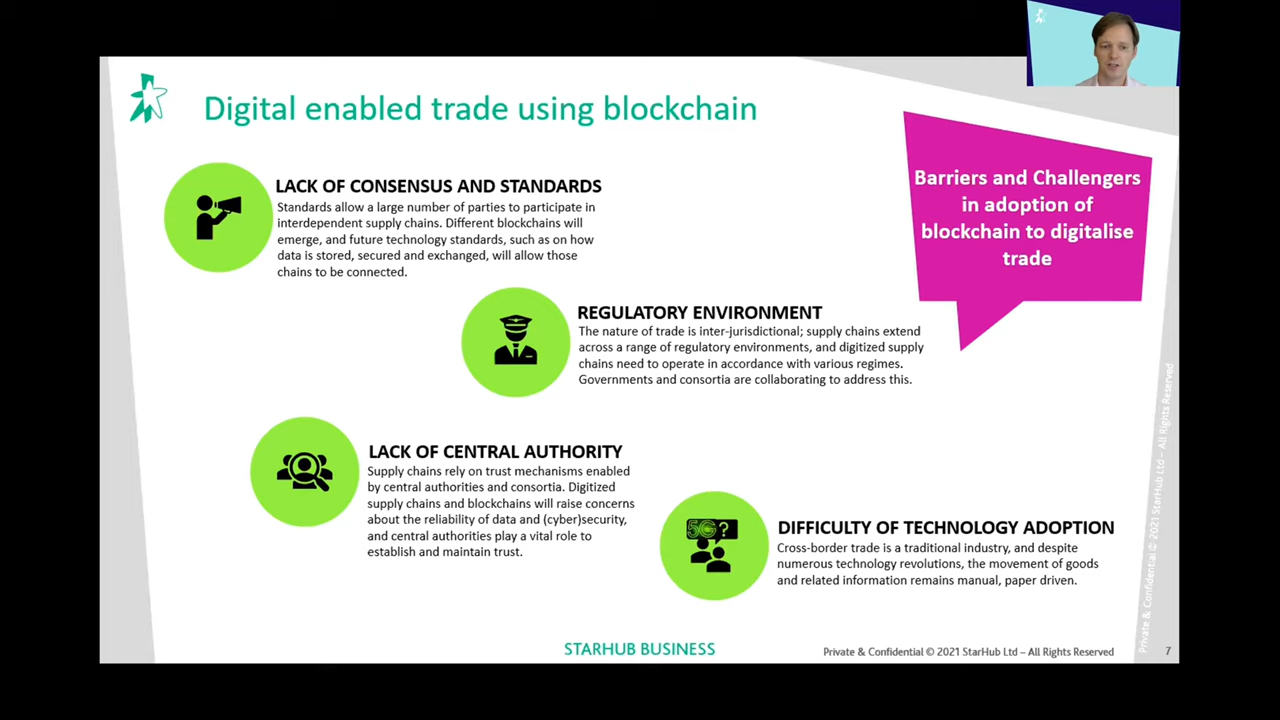 Digital enabled trade using blockchain
Barriers and Challengers
in adoption of
blockchain to digitalise
trade
LACK OF CONSENSUS AND STANDARDS
Standards allow a large number of parties to participate in
interdependent supply chains. Different blockchains will
emerge, and future technology standards, such as on how
data is stored, secured and exchanged, will allow those
chains to be connected.
REGULATORY ENVIRONMENT
The nature of trade is inter-jurisdictional; supply chains extend
across a range of regulatory environments, and digitized supply
chains need to operate in accordance with various regimes.
Governments and consortia are collaborating to address this.
LACK OF CENTRAL AUTHORITY
Supply chains rely on trust mechanisms enabled
by central authorities and consortia. Digitized
supply chains and blockchains will raise concerns
about the reliability of data and (cyber)security,
and central authorities play a vital role to
establish and maintain trust.
5G?
DIFFICULTY OF TECHNOLOGY ADOPTION
Cross-border trade is a traditional industry, and despite
numerous technology revolutions, the movement of goods
and related information remains manual, paper driven.
Private & Confidential © 2021 StarHub Ltd – All Rights Reserved
STARHUB BUSINESS
Private & Confidential © 2021 StarHub Ltd – All Rights Reserved
7